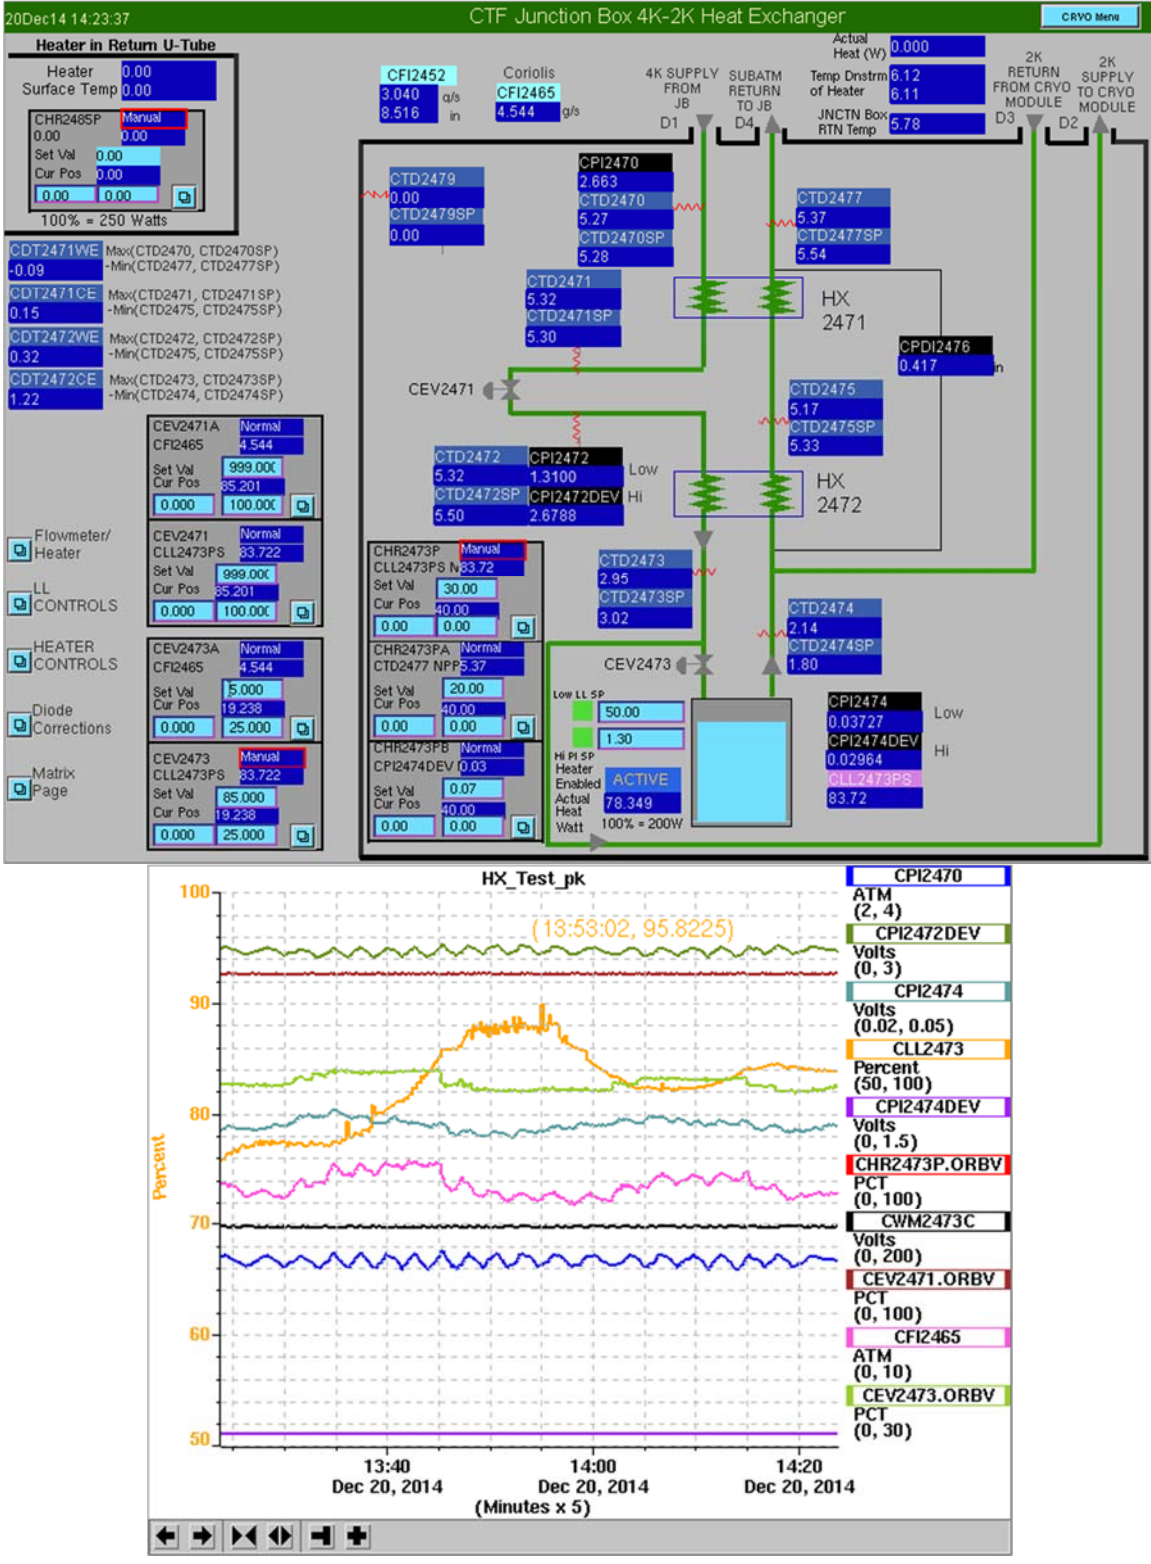 20Dec14 14:23:37 CTF Junction Box 4K-2K Heat Exchanger CRYO Menu
Heater in Return U-Tube
Heater 0.00
Surface Temp 0.00
CHR2485P Manual
0.00 0.00
Set Val 0.00
Cur Pos 0.00
0.00 0.00
100% = 250 Watts
CFI2452
3.040 g/s
8.516 in
Coriolis
CFI2465
4.544 g/s
4K SUPPLY
FROM
JB
D1
SUBATM
RETURN
TO JB
D4
Actual
Heat (W) 0.000
Temp Dnstrm 6.12
of Heater 6.11
JNCTN Box
RTN Temp 5.78
2K
RETURN
FROM CRYO
MODULE
D3
2K
SUPPLY
TO CRYO
MODULE
D2
CDT2471WE Max(CTD2470, CTD2470SP)
-0.09 -Min(CTD2477, CTD2477SP)
CDT2471CE Max(CTD2471, CTD2471SP)
0.15 -Min(CTD2475, CTD2475SP)
CDT2472WE Max(CTD2472, CTD2472SP)
0.32 -Min(CTD2475, CTD2475SP)
CDT2472CE Max(CTD2473, CTD2473SP)
1.22 -Min(CTD2474, CTD2474SP)
CTD2479
0.00
CTD2479SP
0.00
CPI2470
2.663
CTD2470
5.27
CTD2470SP
5.28
CTD2477
5.37
CTD2477SP
5.54
CTD2471
5.32
CTD2471SP
5.30
HX
2471
CPDI2476
0.417 in
CEV2471
CTD2475
5.17
CTD2475SP
5.33
CTD2472 CPI2472
5.32 1.3100 Low
CTD2472SP CPI2472DEV Hi
5.50 2.6788
HX
2472
CEV2471A Normal
CFI2465 4.544
Set Val 999.000
Cur Pos 85.201
0.000 100.000
CEV2471 Normal
CLL2473PS 83.722
Set Val 999.000
Cur Pos 85.201
0.000 100.000
CEV2473A Normal
CFI2465 4.544
Set Val 5.000
Cur Pos 19.238
0.000 25.000
CEV2473 Manual
CLL2473PS 83.722
Set Val 85.000
Cur Pos 19.238
0.000 25.000
Flowmeter/
Heater
LL
CONTROLS
HEATER
CONTROLS
Diode
Corrections
Matrix
Page
CHR2473P Manual
CLL2473PS N 83.72
Set Val 30.00
Cur Pos 40.00
0.00 0.00
CHR2473PA Normal
CTD2477 NPP 5.37
Set Val 20.00
Cur Pos 40.00
0.00 0.00
CHR2473PB Normal
CPI2474DEV 0.03
Set Val 0.07
Cur Pos 40.00
0.00 0.00
CTD2473
2.95
CTD2473SP
3.02
CTD2474
2.14
CTD2474SP
1.80
CEV2473
Low LL SP
50.00
1.30
Hi PI SP
Heater
Enabled ACTIVE
Actual
Heat 78.349
Watt 100% = 200W
CPI2474
0.03727 Low
CPI2474DEV
0.02964 Hi
CLL2473PS
83.72
HX_Test_pk
(13:53:02, 95.8225)
100
90
80
70
60
50
Percent
13:40 14:00 14:20
Dec 20, 2014 Dec 20, 2014 Dec 20, 2014
(Minutes x 5)
CPI2470
ATM
(2, 4)
CPI2472DEV
Volts
(0, 3)
CPI2474
Volts
(0.02, 0.05)
CLL2473
Percent
(50, 100)
CPI2474DEV
Volts
(0, 1.5)
CHR2473P.ORBV
PCT
(0, 100)
CWM2473C
Volts
(0, 200)
CEV2471.ORBV
PCT
(0, 100)
CFI2465
ATM
(0, 10)
CEV2473.ORBV
PCT
(0, 30)